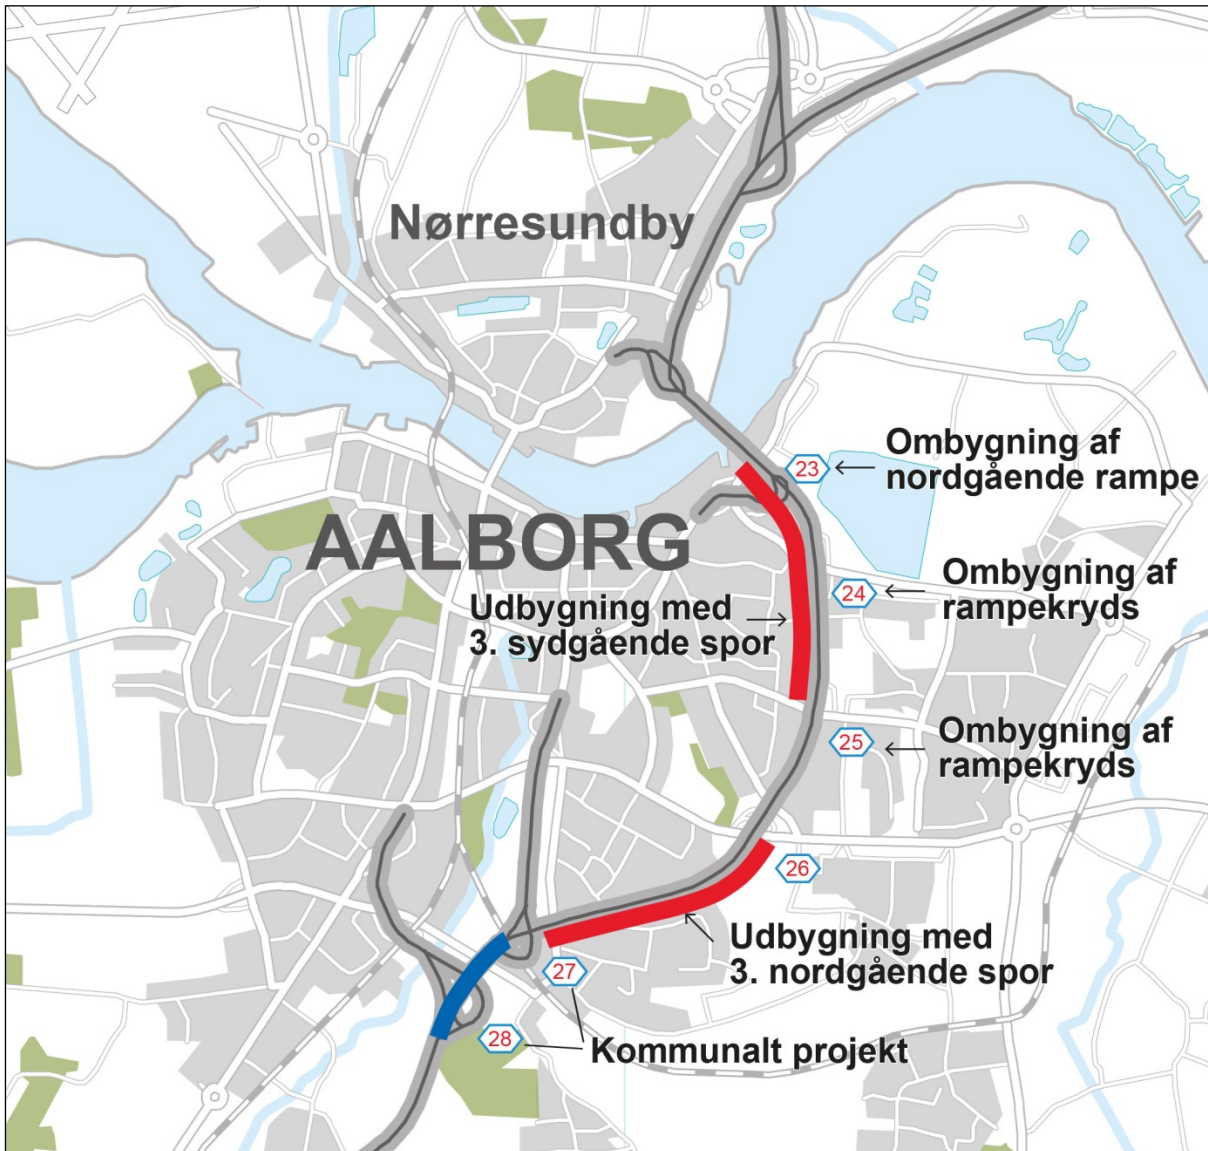 Nørresundby
Ombygning af
nordgående rampe
23
AALBORG
Ombygning af
rampekryds
24
Udbygning med
3. sydgående spor
Ombygning af
rampekryds
25
26
Udbygning med
3. nordgående spor
27
28
Kommunalt projekt